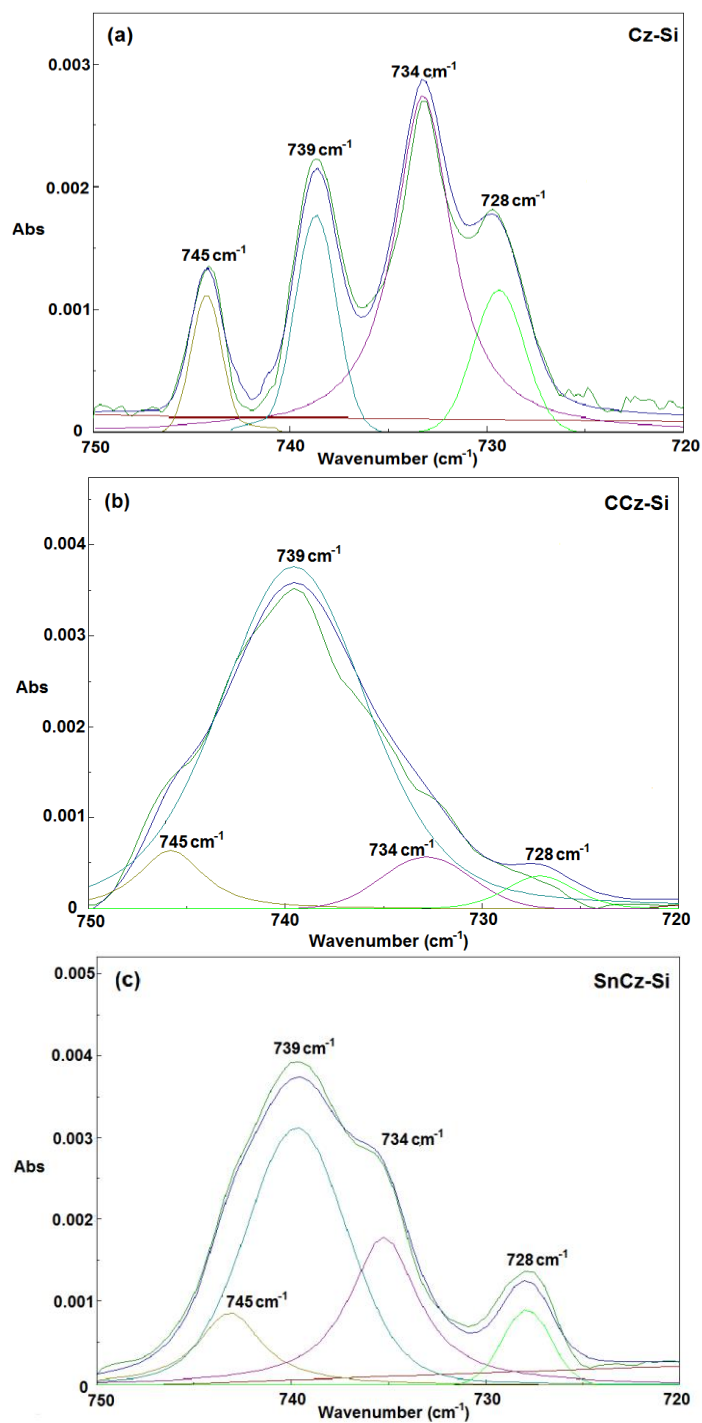 (a) Cz-Si
0.003
734 cm-1
739 cm-1
0.002
728 cm-1
Abs
745 cm-1
0.001
0
750 740 730 720
Wavenumber (cm-1)
(b) CCz-Si
0.004
739 cm-1
0.003
Abs
0.002
0.001
745 cm-1 734 cm-1 728 cm-1
0
750 740 730 720
Wavenumber (cm-1)
0.005
(c) SnCz-Si
739 cm-1
0.004
734 cm-1
0.003
Abs
0.002
728 cm-1
0.001
745 cm-1
0
750 740 730 720
Wavenumber (cm-1)